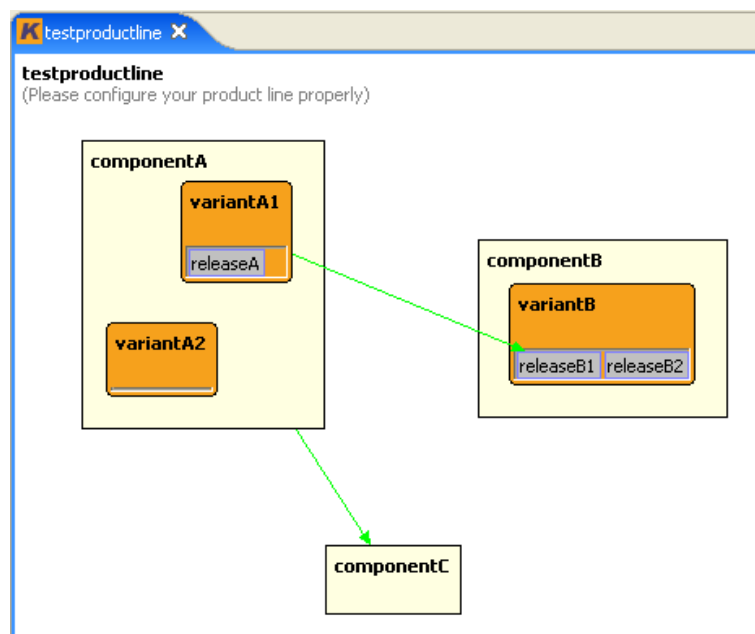 K testproductline
testproductline
(Please configure your product line properly)
componentA
variantA1
releaseA
variantA2
componentB
variantB
releaseB1 releaseB2
componentC